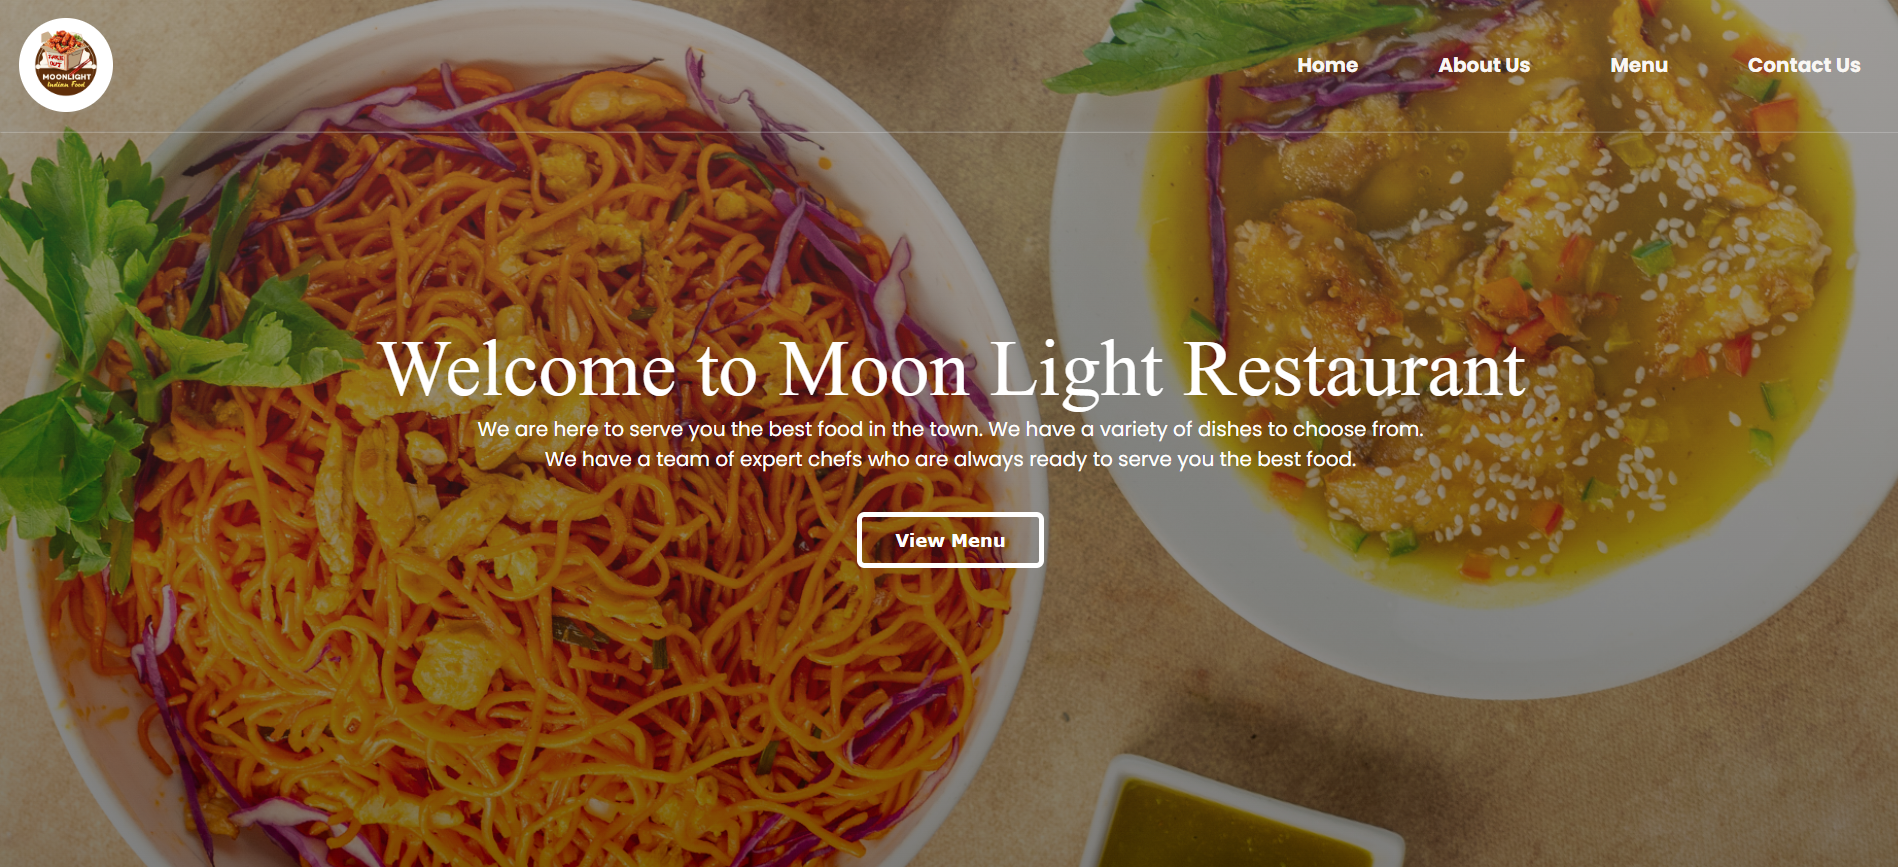 TAKE
OUT
MOONLIGHT
Indian Food
Home
About Us
Menu
Contact Us
Welcome to Moon Light Restaurant
We are here to serve you the best food in the town. We have a variety of dishes to choose from.
We have a team of expert chefs who are always ready to serve you the best food.
View Menu